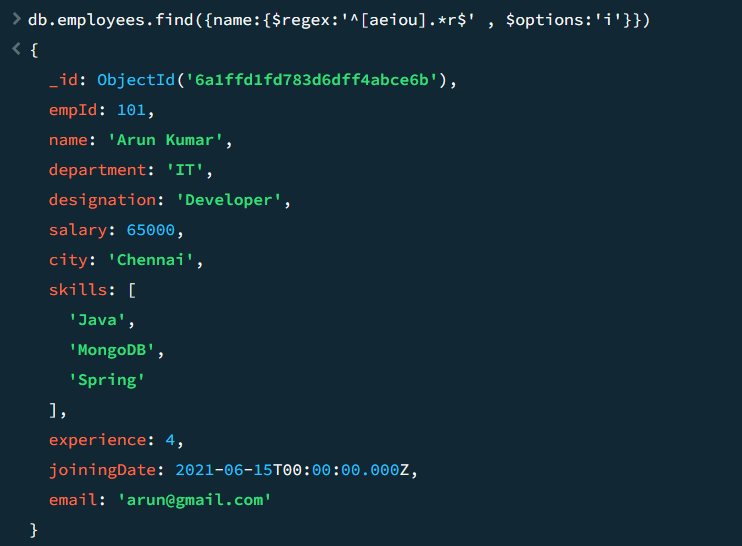 > db.employees.find({name:{$regex:'^[aeiou].*r$' , $options:'i'}})
< {
_id: ObjectId('6a1ffd1fd783d6dff4abce6b'),
empId: 101,
name: 'Arun Kumar',
department: 'IT',
designation: 'Developer',
salary: 65000,
city: 'Chennai',
skills: [
'Java',
'MongoDB',
'Spring'
],
experience: 4,
joiningDate: 2021-06-15T00:00:00.000Z,
email: 'arun@gmail.com'
}